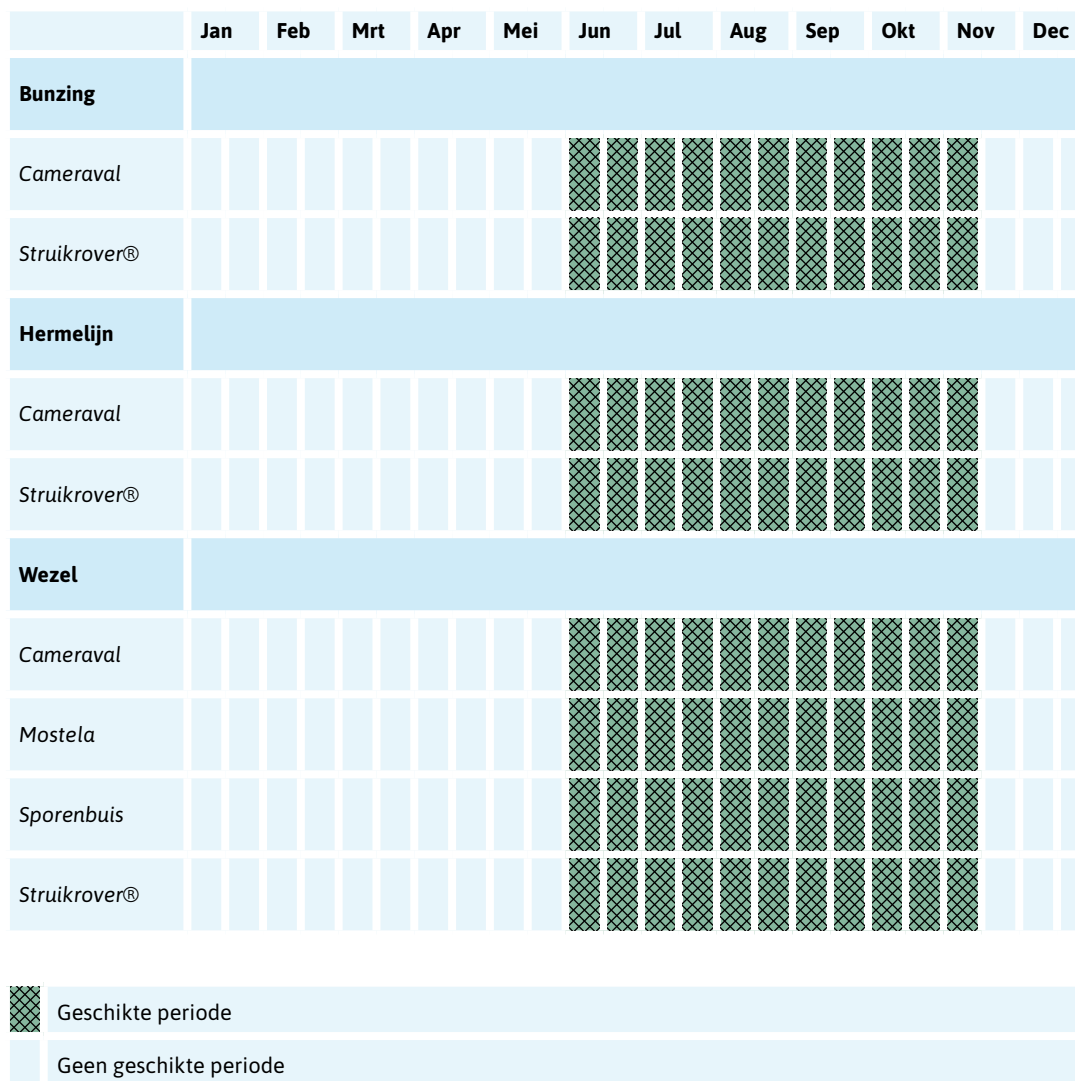 Jan Feb Mrt Apr Mei Jun Jul Aug Sep Okt Nov Dec
Bunzing
Cameraval
Struikrover®
Hermelijn
Cameraval
Struikrover®
Wezel
Cameraval
Mostela
Sporenbuis
Struikrover®
Geschikte periode
Geen geschikte periode